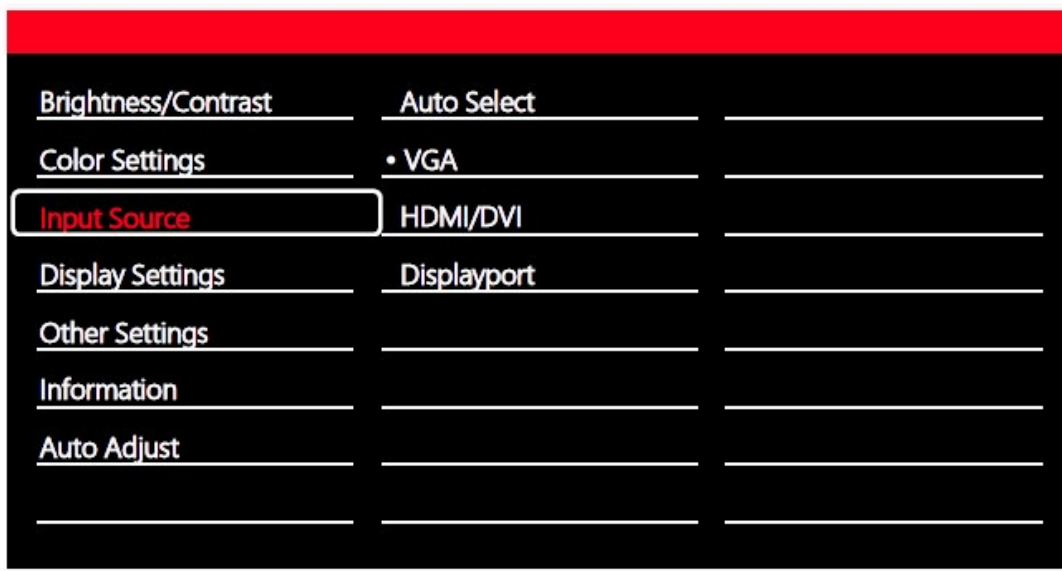 Brightness/Contrast
Color Settings
Input Source
Display Settings
Other Settings
Information
Auto Adjust
Auto Select
• VGA
HDMI/DVI
Displayport